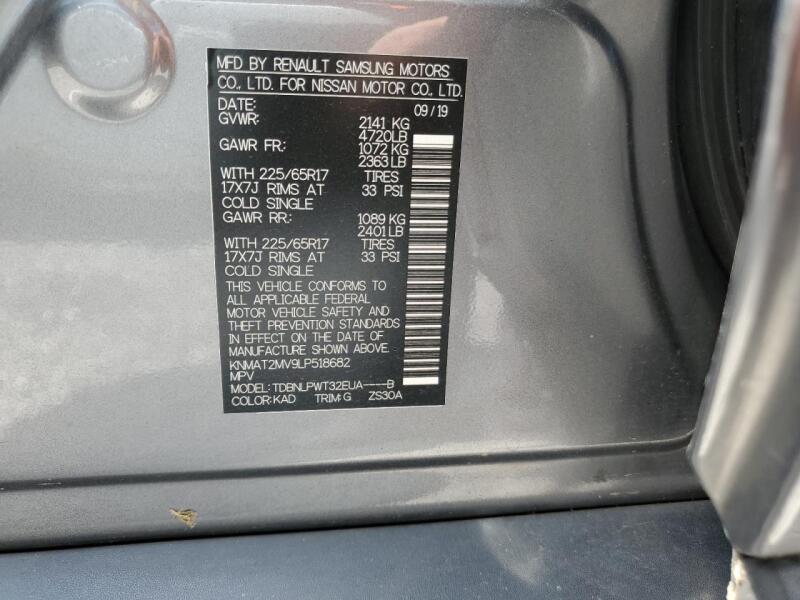 MFD BY RENAULT SAMSUNG MOTORS
CO., LTD. FOR NISSAN MOTOR CO., LTD.
DATE: 09/19
GVWR: 2141 KG
4720LB
GAWR FR.: 1072 KG
2363LB
WITH 225/65R17 TIRES
17X7J RIMS AT 33 PSI
COLD SINGLE
GAWR RR.: 1089 KG
2401LB
WITH 225/65R17 TIRES
17X7J RIMS AT 33 PSI
COLD SINGLE
THIS VEHICLE CONFORMS TO
ALL APPLICABLE FEDERAL
MOTOR VEHICLE SAFETY AND
THEFT PREVENTION STANDARDS
IN EFFECT ON THE DATE OF
MANUFACTURE SHOWN ABOVE.
KNMAT2MV9LP518682
MPV
MODEL: TDBNLPWT32EUA----B
COLOR: KAD TRIM: G ZS30A